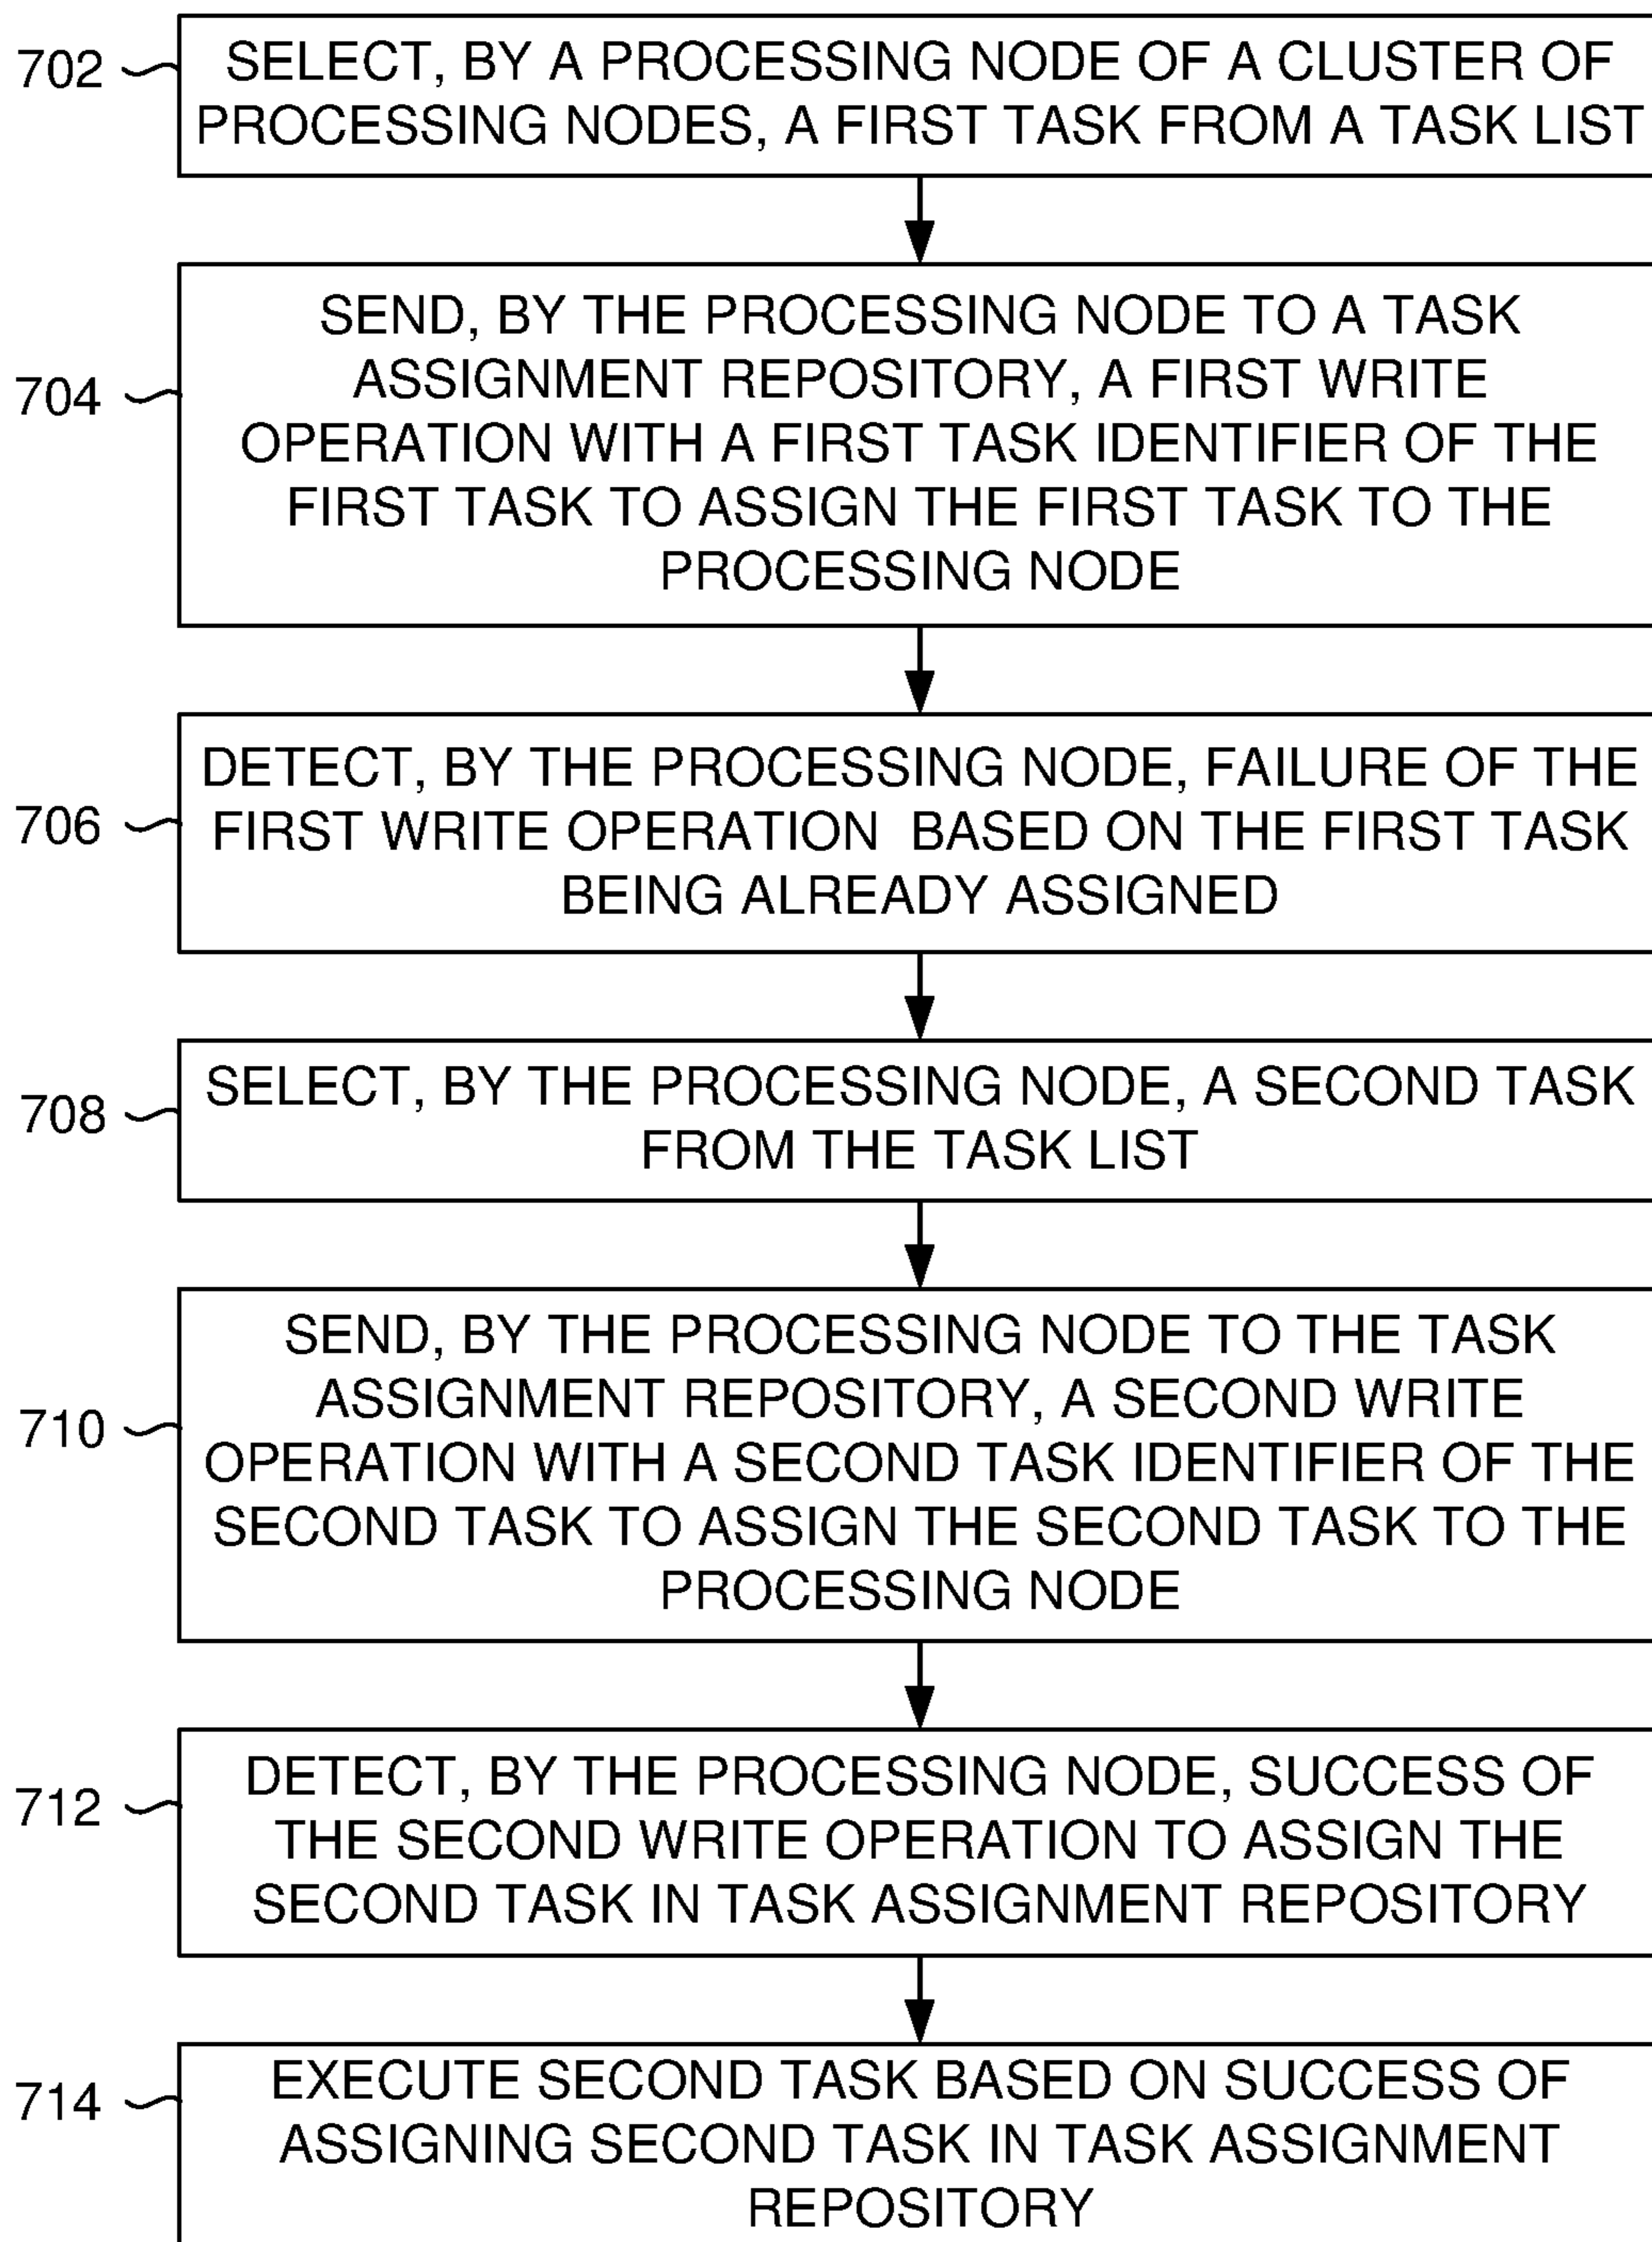 702
SELECT, BY A PROCESSING NODE OF A CLUSTER OF
PROCESSING NODES, A FIRST TASK FROM A TASK LIST
704
SEND, BY THE PROCESSING NODE TO A TASK
ASSIGNMENT REPOSITORY, A FIRST WRITE
OPERATION WITH A FIRST TASK IDENTIFIER OF THE
FIRST TASK TO ASSIGN THE FIRST TASK TO THE
PROCESSING NODE
706
DETECT, BY THE PROCESSING NODE, FAILURE OF THE
FIRST WRITE OPERATION BASED ON THE FIRST TASK
BEING ALREADY ASSIGNED
708
SELECT, BY THE PROCESSING NODE, A SECOND TASK
FROM THE TASK LIST
710
SEND, BY THE PROCESSING NODE TO THE TASK
ASSIGNMENT REPOSITORY, A SECOND WRITE
OPERATION WITH A SECOND TASK IDENTIFIER OF THE
SECOND TASK TO ASSIGN THE SECOND TASK TO THE
PROCESSING NODE
712
DETECT, BY THE PROCESSING NODE, SUCCESS OF
THE SECOND WRITE OPERATION TO ASSIGN THE
SECOND TASK IN TASK ASSIGNMENT REPOSITORY
714
EXECUTE SECOND TASK BASED ON SUCCESS OF
ASSIGNING SECOND TASK IN TASK ASSIGNMENT
REPOSITORY